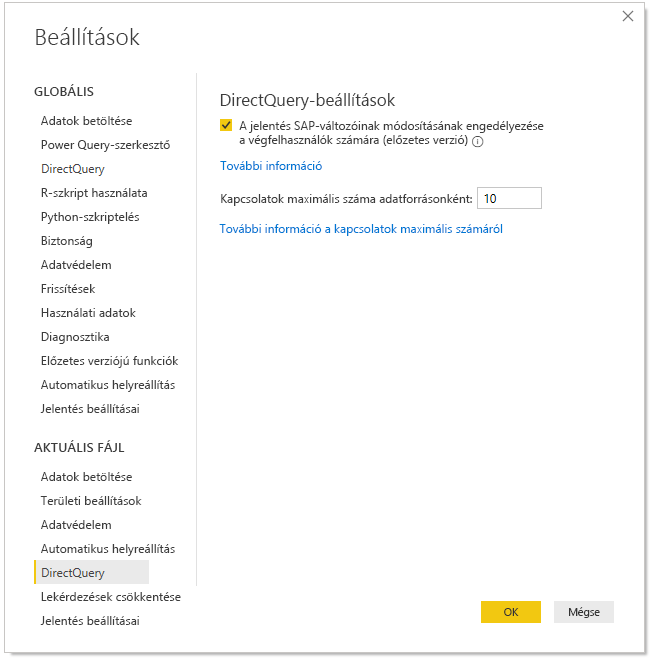 Beállítások
GLOBÁLIS
Adatok betöltése
Power Query-szerkesztő
DirectQuery
R-szkript használata
Python-szkriptelés
Biztonság
Adatvédelem
Frissítések
Használati adatok
Diagnosztika
Előzetes verziójú funkciók
Automatikus helyreállítás
Jelentés beállításai
AKTUÁLIS FÁJL
Adatok betöltése
Területi beállítások
Adatvédelem
Automatikus helyreállítás
DirectQuery
Lekérdezések csökkentése
Jelentés beállításai
DirectQuery-beállítások
A jelentés SAP-változóinak módosításának engedélyezése
a végfelhasználók számára (előzetes verzió)
További információ
Kapcsolatok maximális száma adatforrásonként: 10
További információ a kapcsolatok maximális számáról
OK Mégse